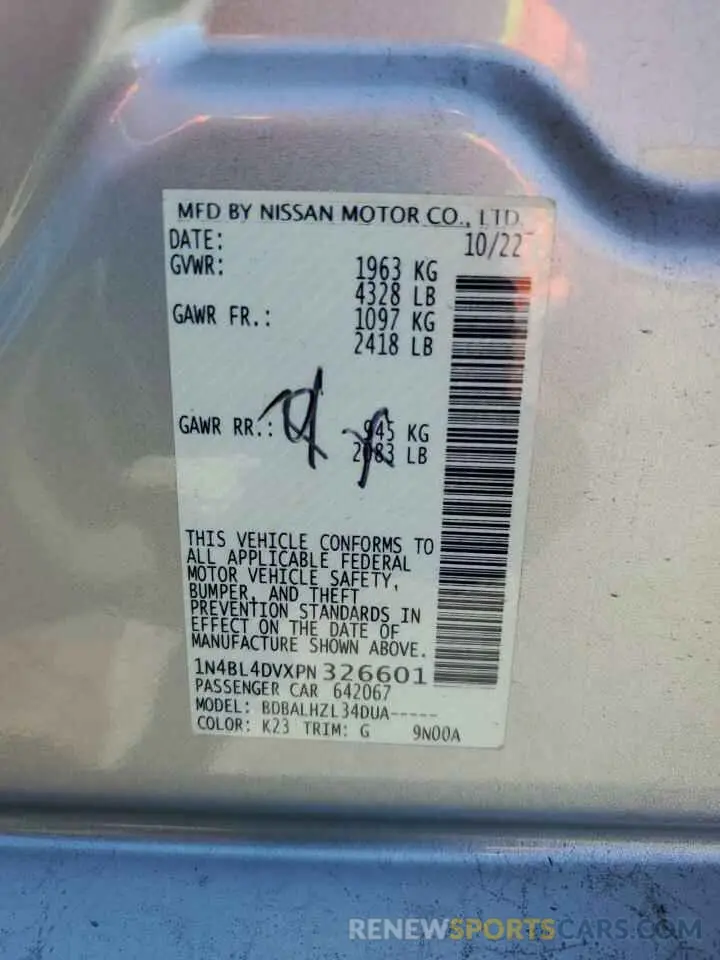 MFD BY NISSAN MOTOR CO., LTD.
DATE: 10/22
GVWR: 1963 KG
4328 LB
GAWR FR.: 1097 KG
2418 LB
GAWR RR.: 945 KG
2083 LB
THIS VEHICLE CONFORMS TO
ALL APPLICABLE FEDERAL
MOTOR VEHICLE SAFETY,
BUMPER, AND THEFT
PREVENTION STANDARDS IN
EFFECT ON THE DATE OF
MANUFACTURE SHOWN ABOVE.
1N4BL4DVXPN326601
PASSENGER CAR 642067
MODEL: BDBALHZL34DUA-----
COLOR: K23 TRIM: G 9N00A
RENEWSPORTSCARS.COM